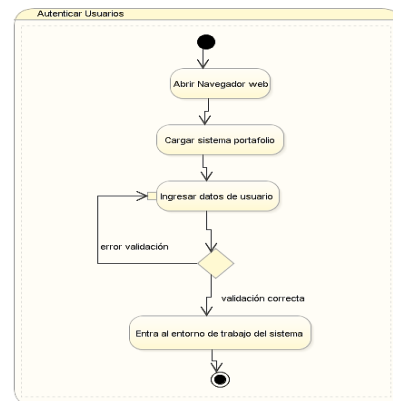 Autenticar Usuarios
Abrir Navegador web
Cargar sistema portafolio
Ingresar datos de usuario
error validación
validación correcta
Entra al entorno de trabajo del sistema